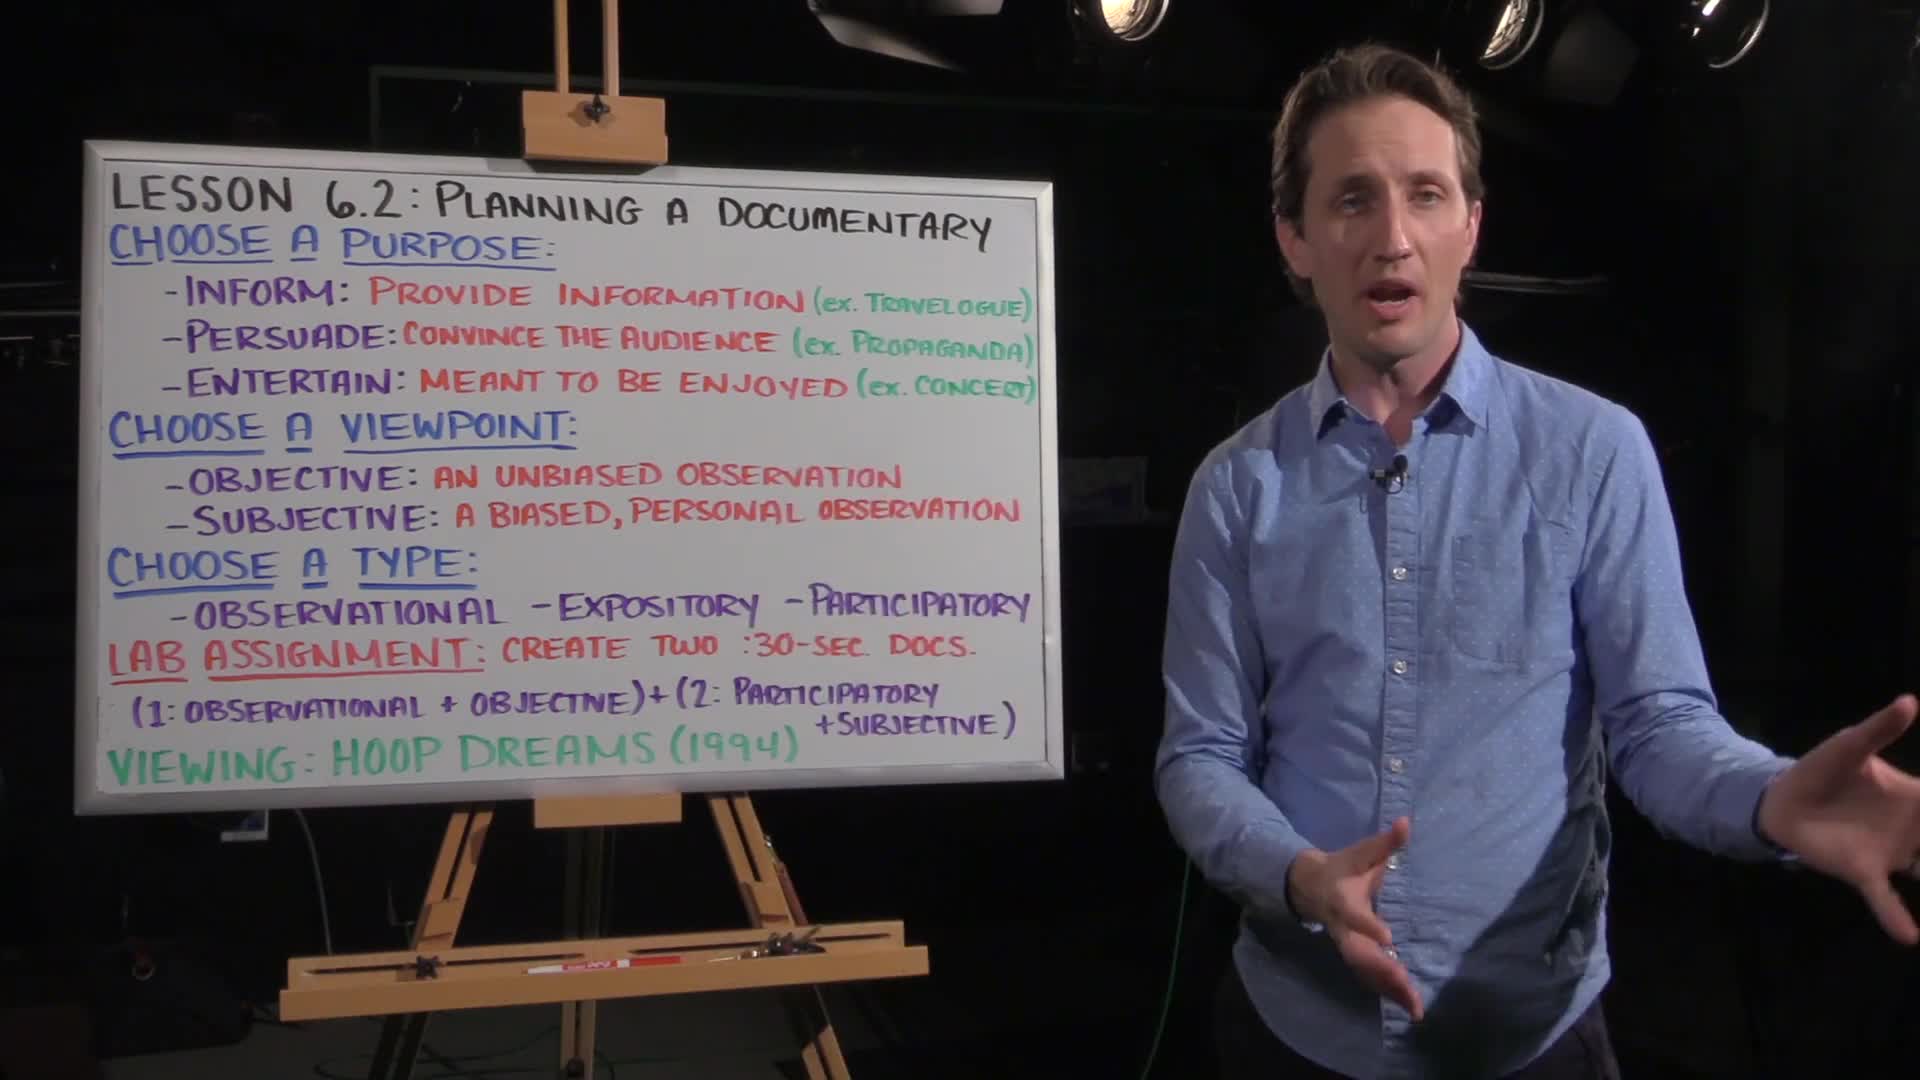 LESSON 6.2: PLANNING A DOCUMENTARY
CHOOSE A PURPOSE:
-INFORM: PROVIDE INFORMATION (ex. TRAVELOGUE)
-PERSUADE: CONVINCE THE AUDIENCE (ex. PROPAGANDA)
-ENTERTAIN: MEANT TO BE ENJOYED (ex. CONCERT)
CHOOSE A VIEWPOINT:
-OBJECTIVE: AN UNBIASED OBSERVATION
-SUBJECTIVE: A BIASED, PERSONAL OBSERVATION
CHOOSE A TYPE:
-OBSERVATIONAL -EXPOSITORY -PARTICIPATORY
LAB ASSIGNMENT: CREATE TWO :30-SEC. DOCS.
(1: OBSERVATIONAL + OBJECTIVE) + (2: PARTICIPATORY
+SUBJECTIVE)
VIEWING: HOOP DREAMS (1994)